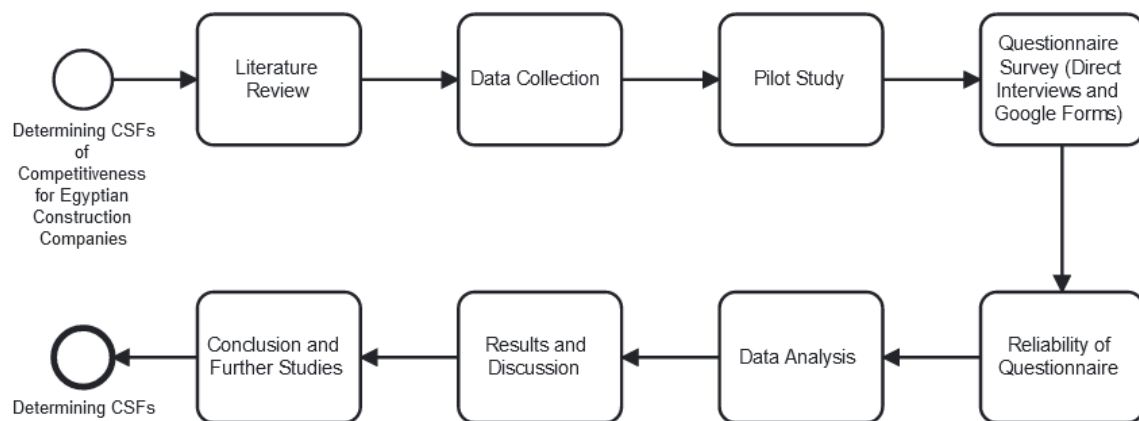 Determining CSFs
of
Competitiveness
for Egyptian
Construction
Companies
Literature
Review
Data Collection
Pilot Study
Questionnaire
Survey (Direct
Interviews and
Google Forms)
Reliability of
Questionnaire
Data Analysis
Results and
Discussion
Conclusion and
Further Studies
Determining CSFs